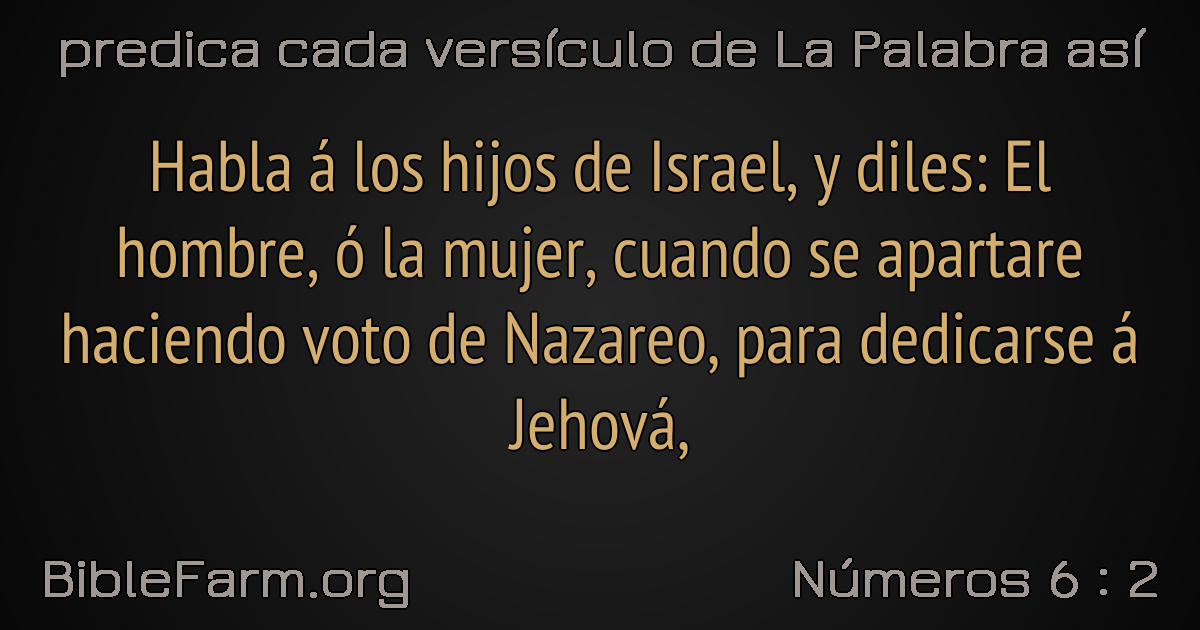 predica cada versículo de La Palabra así
Habla á los hijos de Israel, y diles: El
hombre, ó la mujer, cuando se apartare
haciendo voto de Nazareo, para dedicarse á
Jehová,
BibleFarm.org
Números 6 : 2